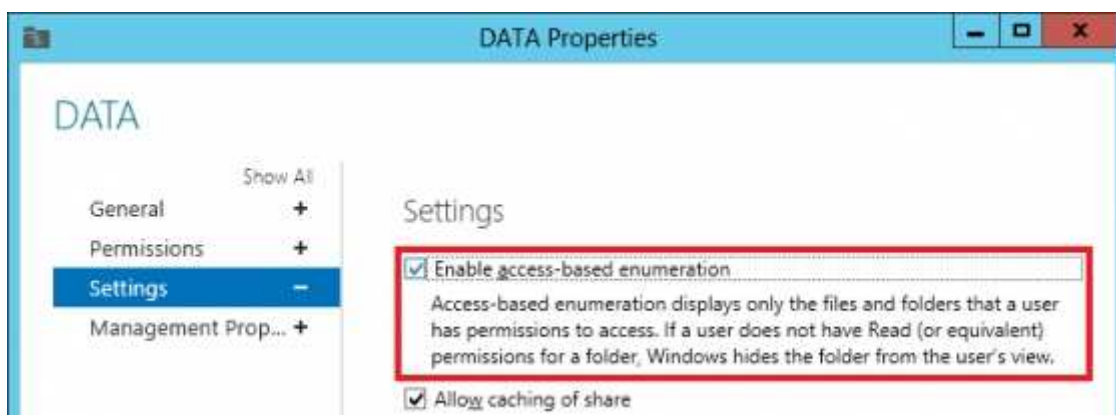 DATA Properties
DATA
Show All
General +
Permissions +
Settings −
Management Prop... +
Settings
Enable access-based enumeration
Access-based enumeration displays only the files and folders that a user
has permissions to access. If a user does not have Read (or equivalent)
permissions for a folder, Windows hides the folder from the user's view.
Allow caching of share